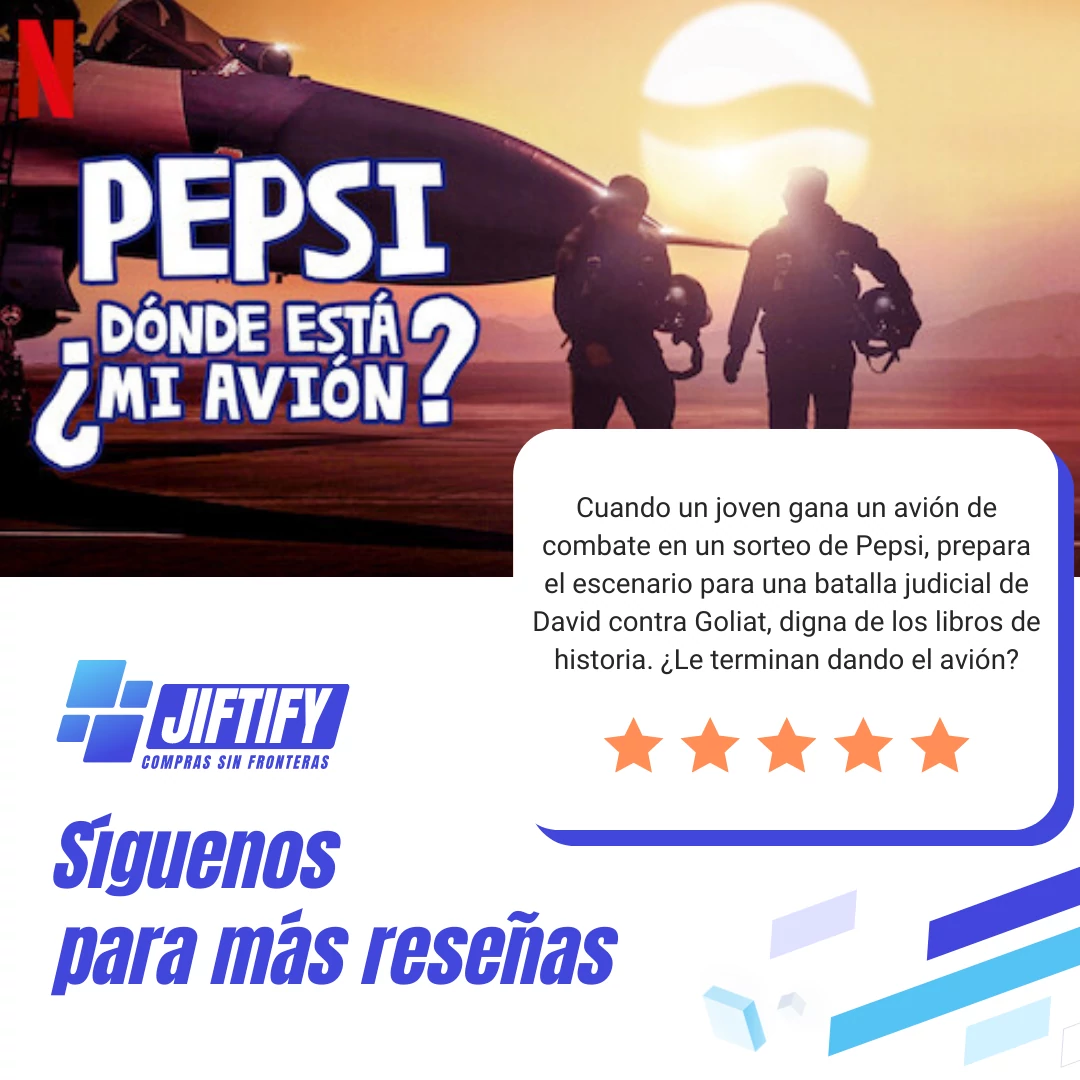 N
PEPSI
DÓNDE ESTÁ
¿MI AVIÓN?
Cuando un joven gana un avión de
combate en un sorteo de Pepsi, prepara
el escenario para una batalla judicial de
David contra Goliat, digna de los libros de
historia. ¿Le terminan dando el avión?
JIFTIFY
COMPRAS SIN FRONTERAS
Síguenos
para más reseñas